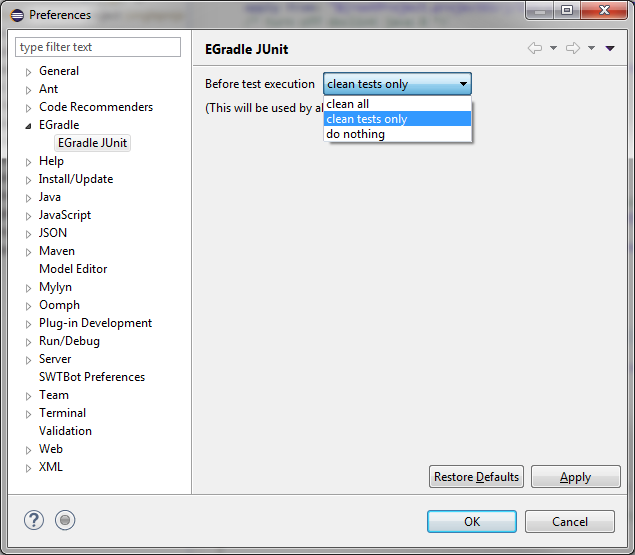 Preferences
type filter text
General
Ant
Code Recommenders
EGradle
EGradle JUnit
Help
Install/Update
Java
JavaScript
JSON
Maven
Model Editor
Mylyn
Oomph
Plug-in Development
Run/Debug
Server
SWTBot Preferences
Team
Terminal
Validation
Web
XML
EGradle JUnit
Before test execution clean tests only
(This will be used by al
clean all
clean tests only
do nothing
Restore Defaults Apply
OK Cancel